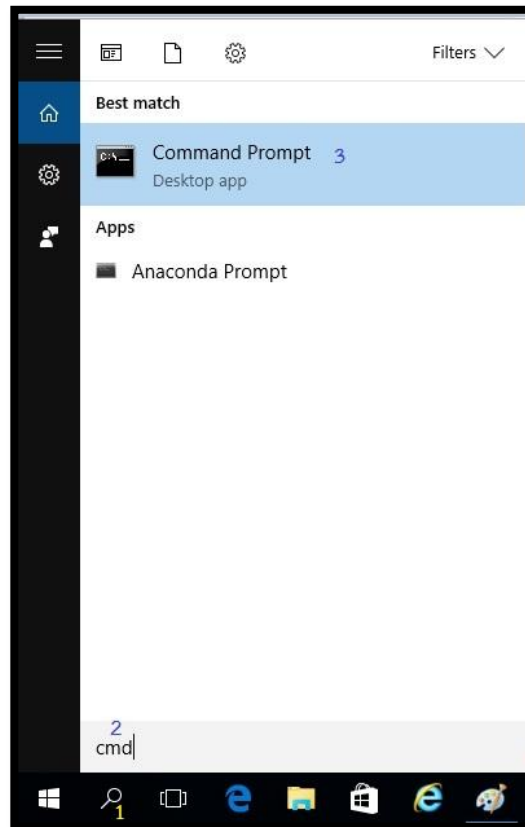 Filters
Best match
C:\_
Command Prompt 3
Desktop app
Apps
Anaconda Prompt
2
cmd
1